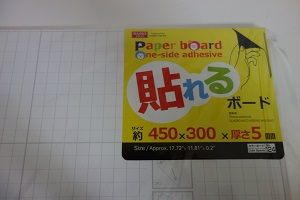 Paper board
one-side adhesive
貼れる
ボード
サイズ
約 450×300 × 厚さ5 ㎜
Size / Approx. 17.72"× 11.81"× 0.2"